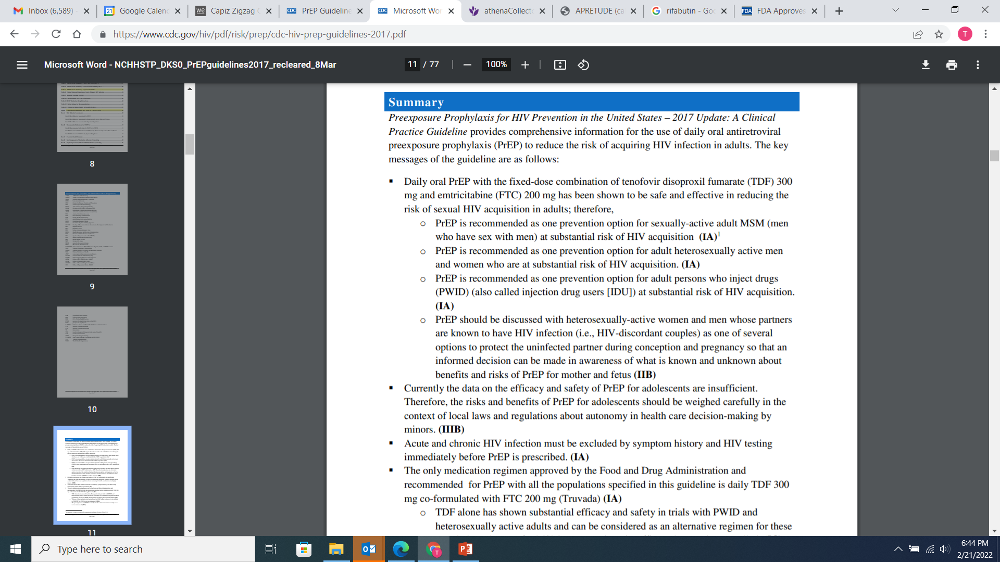 Inbox (6,589) -
Google Calen
Capiz Zigzag
PrEP Guideline
Microsoft Wor
athenaCollecto
APRETUDE (ca
rifabutin - Goo
FDA Approves
https://www.cdc.gov/hiv/pdf/risk/prep/cdc-hiv-prep-guidelines-2017.pdf
T
Microsoft Word - NCHHSTP_DKS0_PrEPguidelines2017_recleared_8Mar
11 / 77
100%
8
9
10
11
Summary
Preexposure Prophylaxis for HIV Prevention in the United States – 2017 Update: A Clinical
Practice Guideline provides comprehensive information for the use of daily oral antiretroviral
preexposure prophylaxis (PrEP) to reduce the risk of acquiring HIV infection in adults. The key
messages of the guideline are as follows:
▪ Daily oral PrEP with the fixed-dose combination of tenofovir disoproxil fumarate (TDF) 300
mg and emtricitabine (FTC) 200 mg has been shown to be safe and effective in reducing the
risk of sexual HIV acquisition in adults; therefore,
o PrEP is recommended as one prevention option for sexually-active adult MSM (men
who have sex with men) at substantial risk of HIV acquisition (IA)¹
o PrEP is recommended as one prevention option for adult heterosexually active men
and women who are at substantial risk of HIV acquisition. (IA)
o PrEP is recommended as one prevention option for adult persons who inject drugs
(PWID) (also called injection drug users [IDU]) at substantial risk of HIV acquisition.
(IA)
o PrEP should be discussed with heterosexually-active women and men whose partners
are known to have HIV infection (i.e., HIV-discordant couples) as one of several
options to protect the uninfected partner during conception and pregnancy so that an
informed decision can be made in awareness of what is known and unknown about
benefits and risks of PrEP for mother and fetus (IIB)
▪ Currently the data on the efficacy and safety of PrEP for adolescents are insufficient.
Therefore, the risks and benefits of PrEP for adolescents should be weighed carefully in the
context of local laws and regulations about autonomy in health care decision-making by
minors. (IIIB)
▪ Acute and chronic HIV infection must be excluded by symptom history and HIV testing
immediately before PrEP is prescribed. (IA)
▪ The only medication regimen approved by the Food and Drug Administration and
recommended for PrEP with all the populations specified in this guideline is daily TDF 300
mg co-formulated with FTC 200 mg (Truvada) (IA)
o TDF alone has shown substantial efficacy and safety in trials with PWID and
heterosexually active adults and can be considered as an alternative regimen for these
Type here to search
6:44 PM
2/21/2022